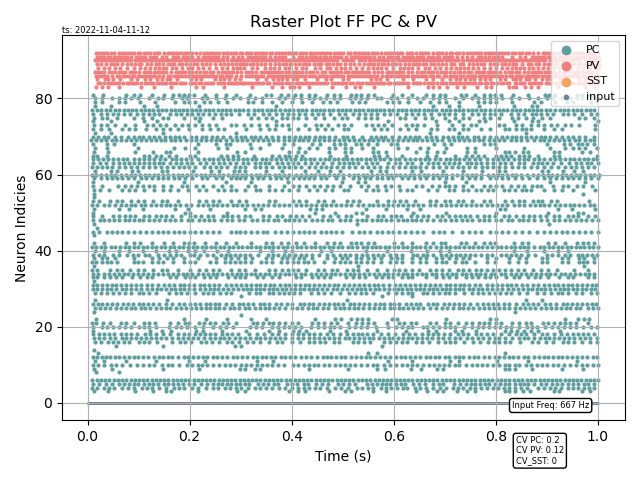 ts: 2022-11-04-11-12
Raster Plot FF PC & PV
PC
PV
SST
input
Neuron Indicies
80
60
40
20
0
0.0 0.2 0.4 0.6 0.8 1.0
Time (s)
Input Freq: 667 Hz
CV PC: 0.2
CV PV: 0.12
CV_SST: 0